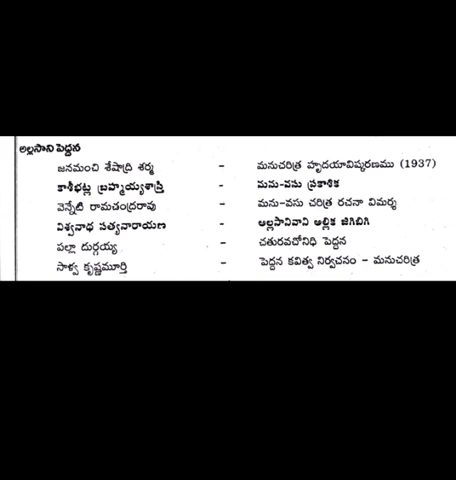 అల్లసాని పెద్దన
జనమంచి శేషాద్రి శర్మ – మనుచరిత్ర హృదయావిష్కరణము (1937)
కాశీభట్ల బ్రహ్మయ్యశాస్త్రి - మను-వసు ప్రకాశిక
వెన్నేటి రామచంద్రరావు - మను-వసు చరిత్ర రచనా విమర్శ
విశ్వనాథ సత్యనారాయణ - అల్లసానివాని అల్లిక జిగిబిగి
పల్లా దుర్గయ్య - చతురవచోనిధి పెద్దన
సాళ్వ కృష్ణమూర్తి - పెద్దన కవిత్వ నిర్వచనం – మనుచరిత్ర